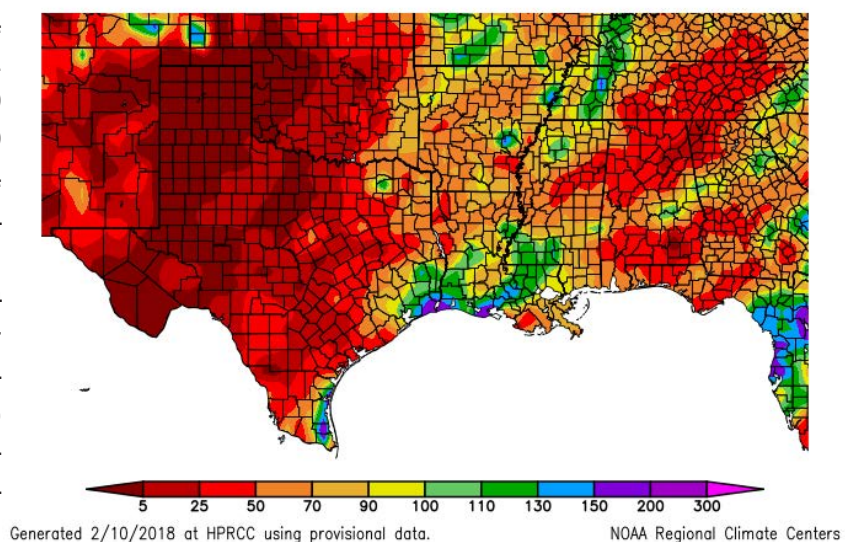 5 25 50 70 90 100 110 130 150 200 300
Generated 2/10/2018 at HPRCC using provisional data.
NOAA Regional Climate Centers